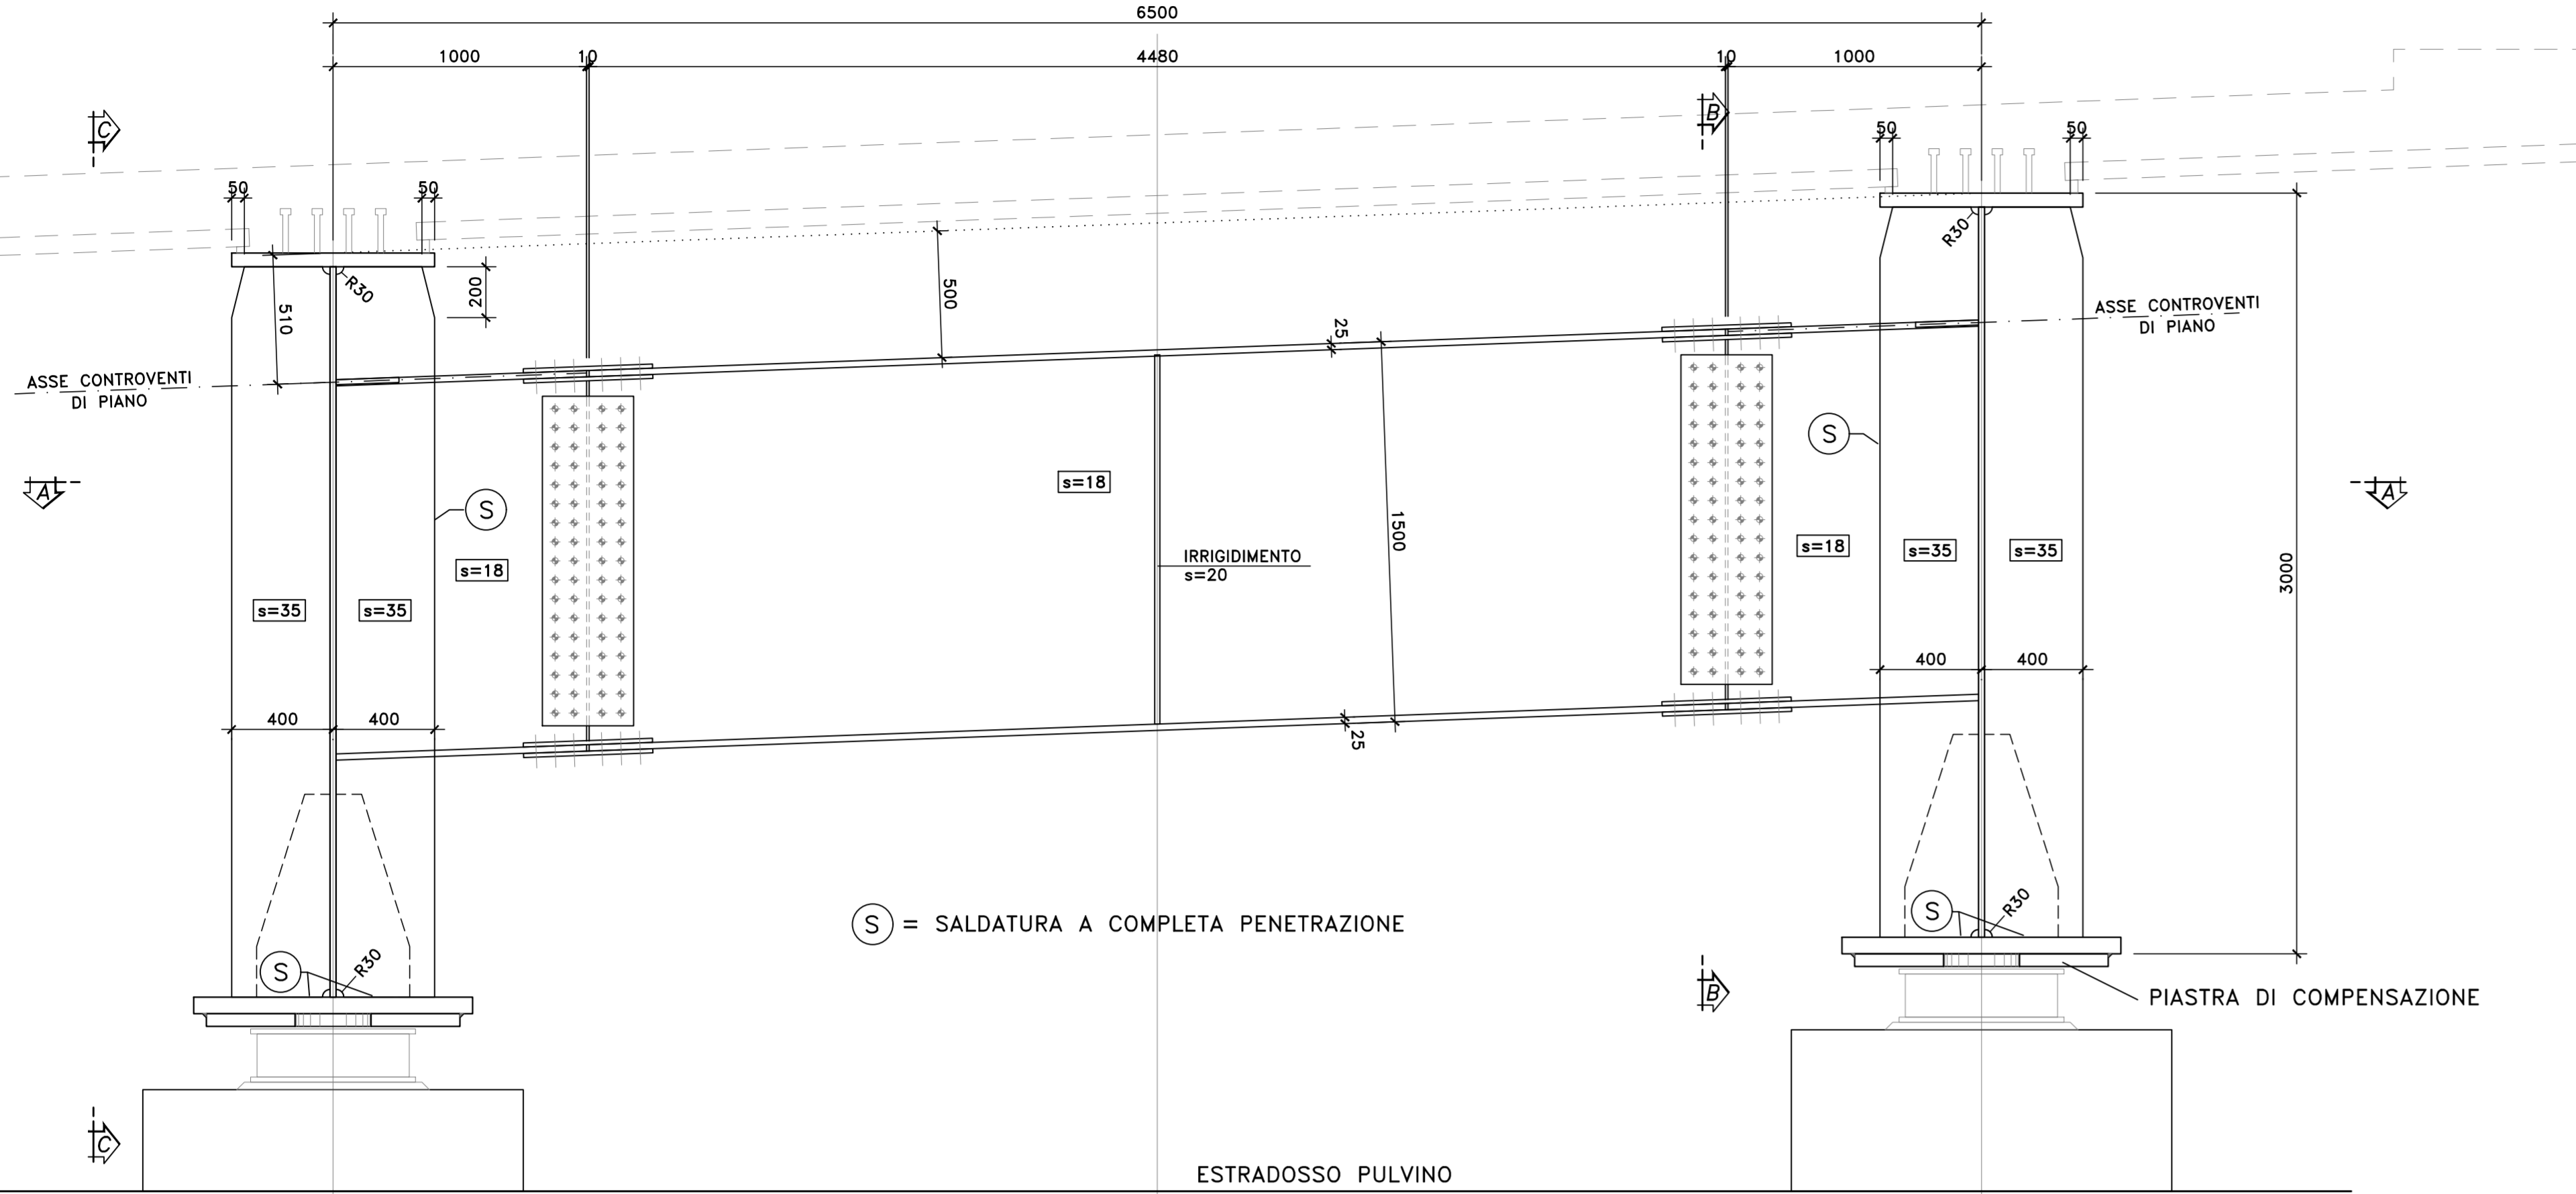 6500
1000
10
4480
10
1000
C
B
50
50
50
50
R30
R30
510
200
500
25
ASSE CONTROVENTI
DI PIANO
ASSE CONTROVENTI
DI PIANO
A
A
S
S
s=18
s=18
s=18
1500
IRRIGIDIMENTO
s=20
s=35
s=35
s=35
s=35
3000
400
400
400
400
25
S = SALDATURA A COMPLETA PENETRAZIONE
S
R30
S
R30
B
PIASTRA DI COMPENSAZIONE
C
ESTRADOSSO PULVINO